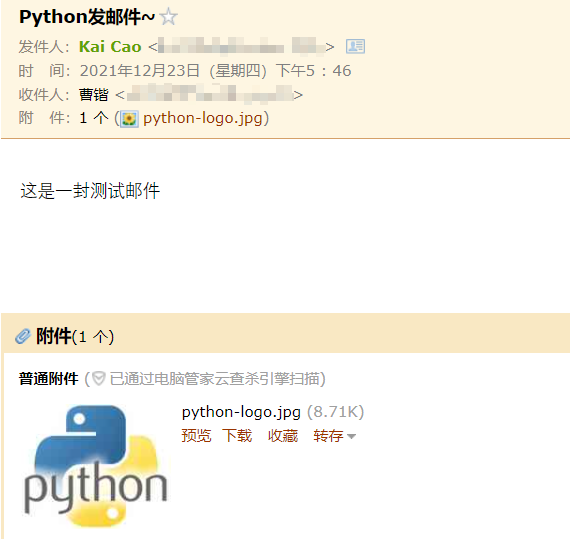 Python发邮件~
发件人：Kai Cao < >
时 间：2021年12月23日（星期四）下午5：46
收件人：曹锴 < >
附 件：1 个 (python-logo.jpg)
这是一封测试邮件
附件(1 个)
普通附件 (已通过电脑管家云查杀引擎扫描)
python-logo.jpg (8.71K)
预览 下载 收藏 转存
python